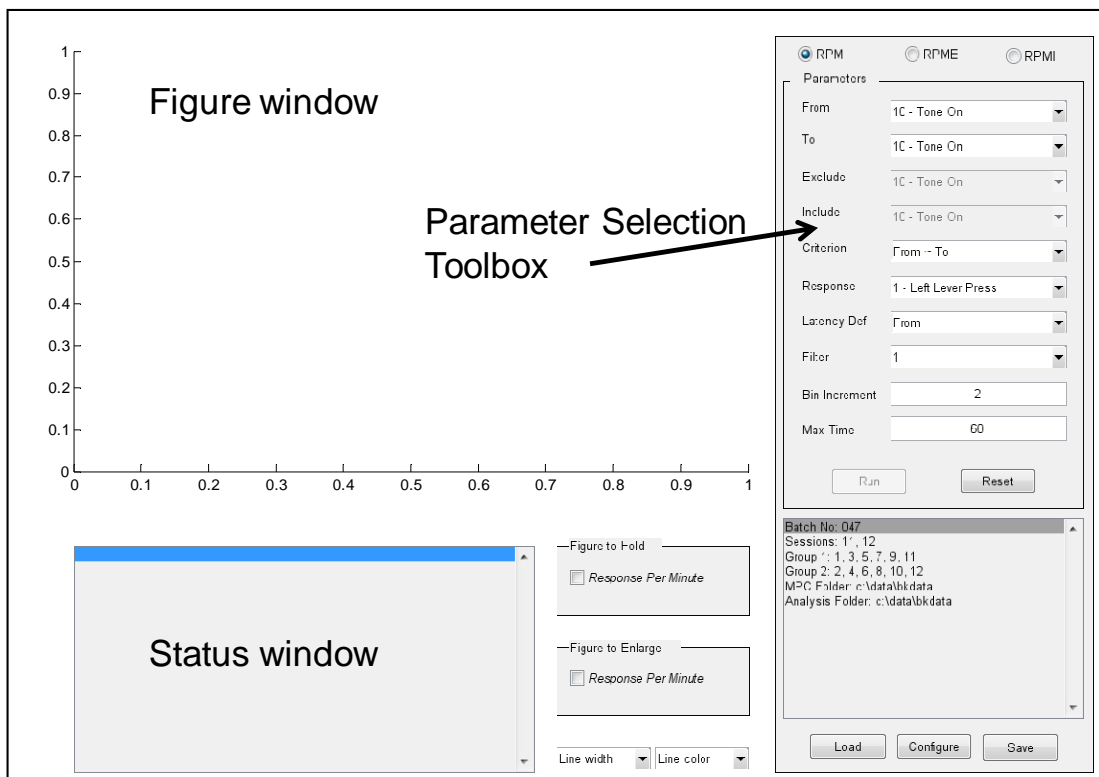 1
0.9
0.8
0.7
0.6
0.5
0.4
0.3
0.2
0.1
0
0 0.1 0.2 0.3 0.4 0.5 0.6 0.7 0.8 0.9 1
Figure window
Parameter Selection
Toolbox
Status window
Figure to Hold
Response Per Minute
Figure to Enlarge
Response Per Minute
Line width Line color
RPM RPME RPMI
Parameters
From 10 - Tone On
To 10 - Tone On
Exclude 10 - Tone On
Include 10 - Tone On
Criterion From -- To
Response 1 - Left Lever Press
Latency Def From
Filter 1
Bin Increment 2
Max Time 60
Run Reset
Batch No: 047
Sessions: 11, 12
Group 1: 1, 3, 5, 7, 9, 11
Group 2: 2, 4, 6, 8, 10, 12
MPC Folder: c:\data\bkdata
Analysis Folder: c:\data\bkdata
Load Configure Save